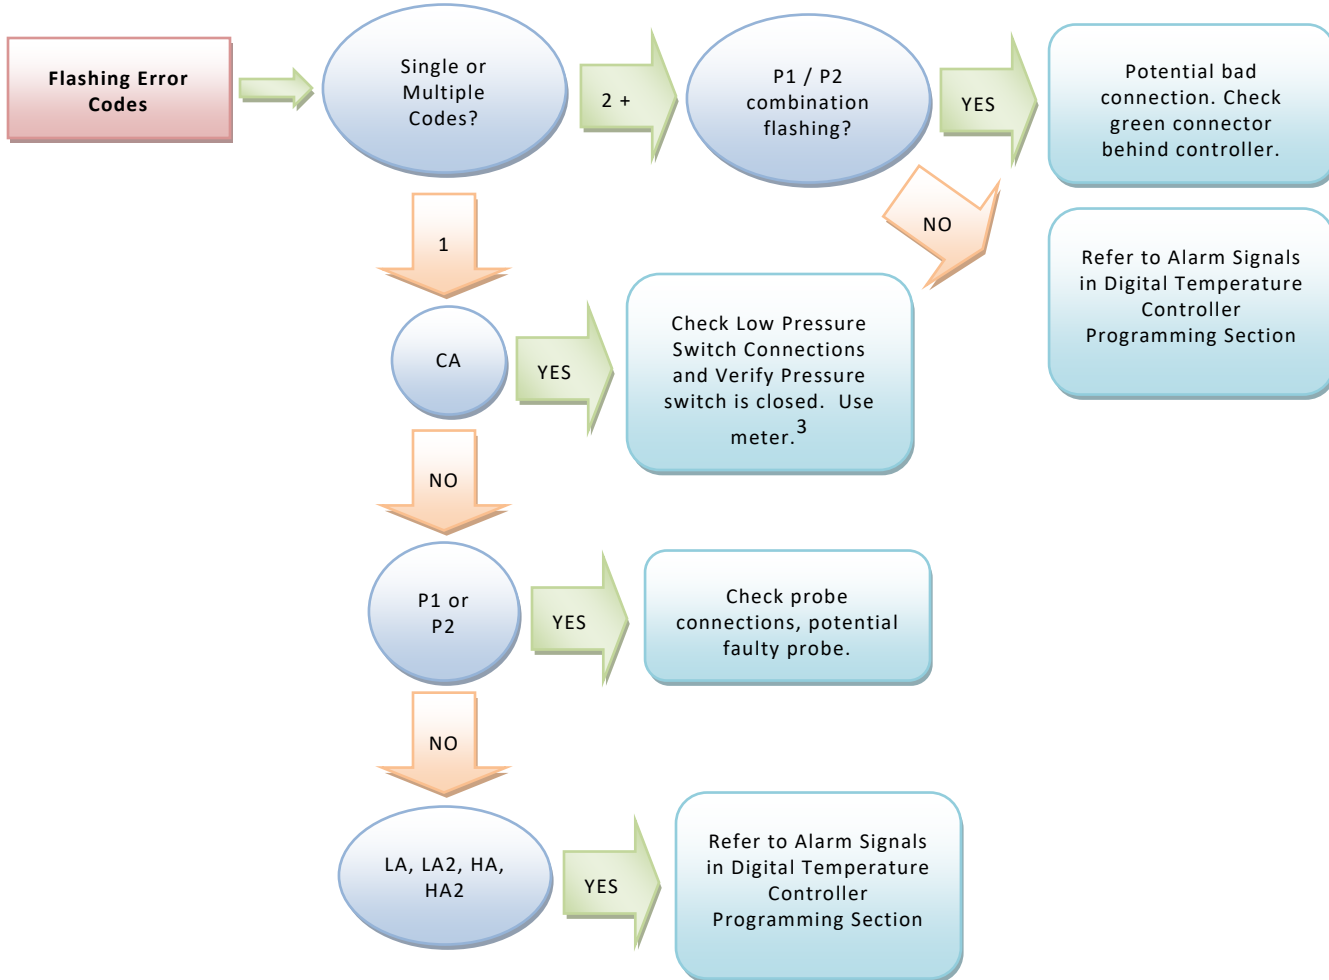 Flashing Error
Codes
Single or
Multiple
Codes?
2 +
P1 / P2
combination
flashing?
YES
Potential bad
connection. Check
green connector
behind controller.
NO
Refer to Alarm Signals
in Digital Temperature
Controller
Programming Section
1
CA
YES
Check Low Pressure
Switch Connections
and Verify Pressure
switch is closed. Use
meter.3
NO
P1 or
P2
YES
Check probe
connections, potential
faulty probe.
NO
LA, LA2, HA,
HA2
YES
Refer to Alarm Signals
in Digital Temperature
Controller
Programming Section